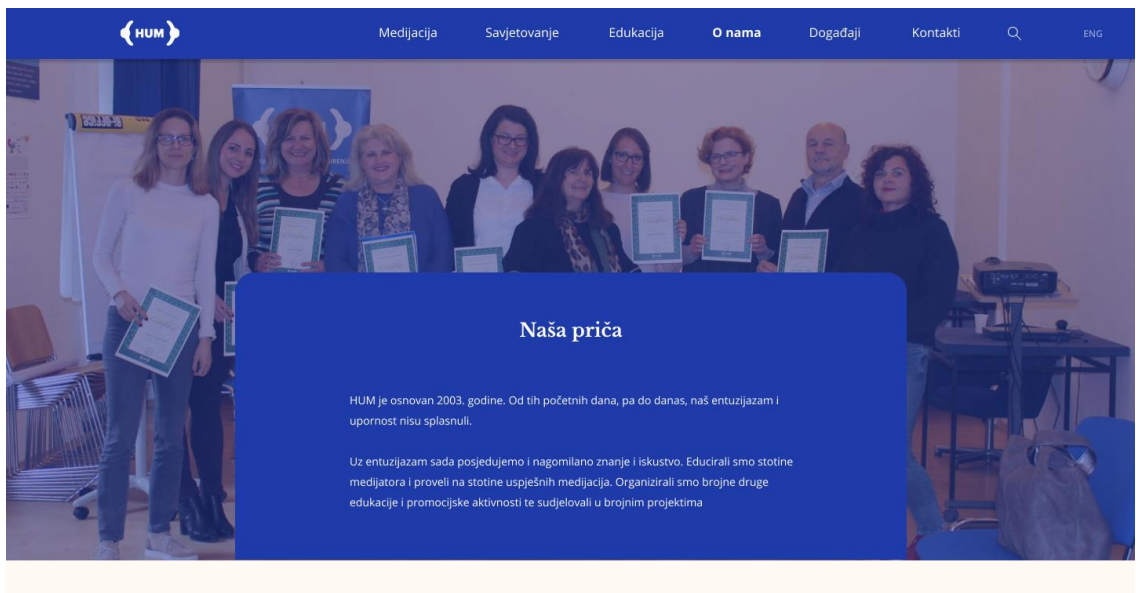 HUM
Medijacija
Savjetovanje
Edukacija
O nama
Događaji
Kontakti
ENG
Naša priča
HUM je osnovan 2003. godine. Od tih početnih dana, pa do danas, naš entuzijazam i
upornost nisu splasnuli.
Uz entuzijazam sada posjedujemo i nagomilano znanje i iskustvo. Educirali smo stotine
medijatora i proveli na stotine uspješnih medijacija. Organizirali smo brojne druge
edukacije i promocijske aktivnosti te sudjelovali u brojnim projektima